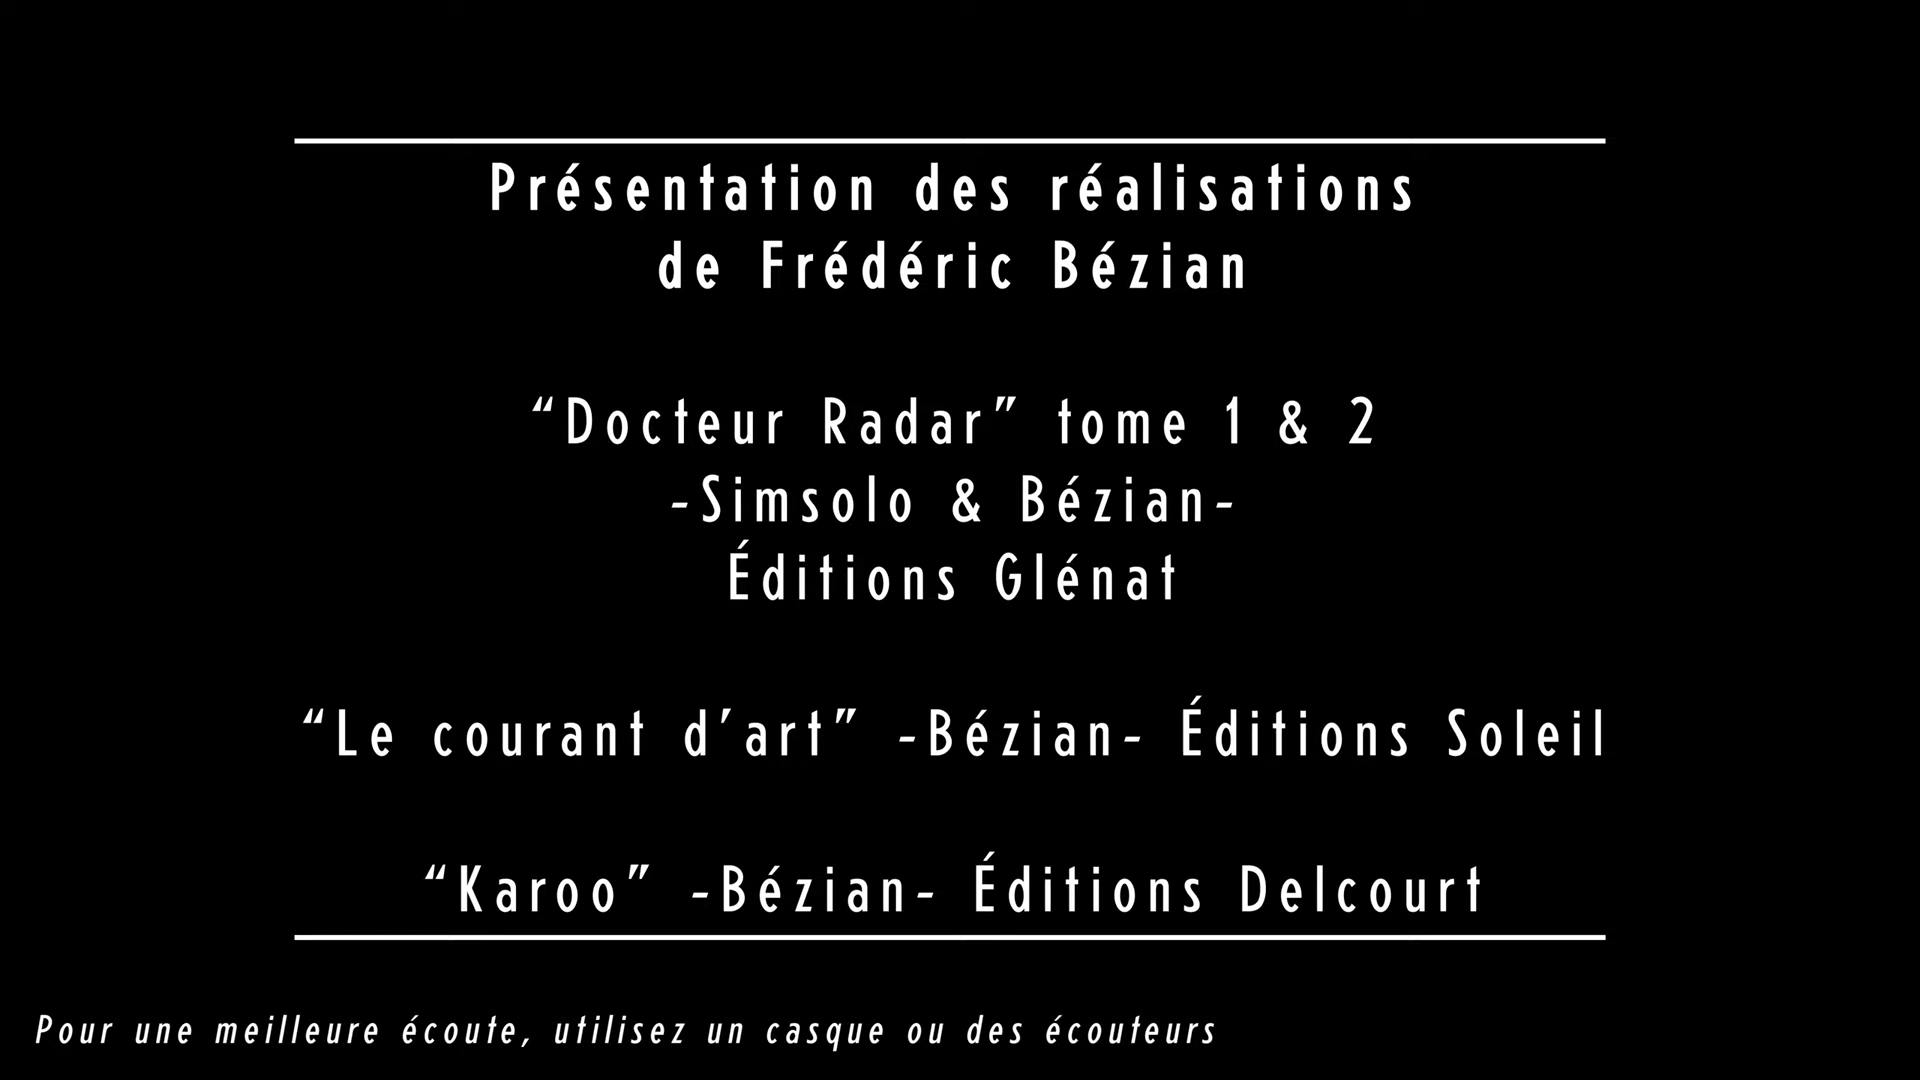 Présentation des réalisations
de Frédéric Bézian
“Docteur Radar” tome 1 & 2
-Simsolo & Bézian-
Éditions Glénat
“Le courant d’art” -Bézian- Éditions Soleil
“Karoo” -Bézian- Éditions Delcourt
Pour une meilleure écoute, utilisez un casque ou des écouteurs